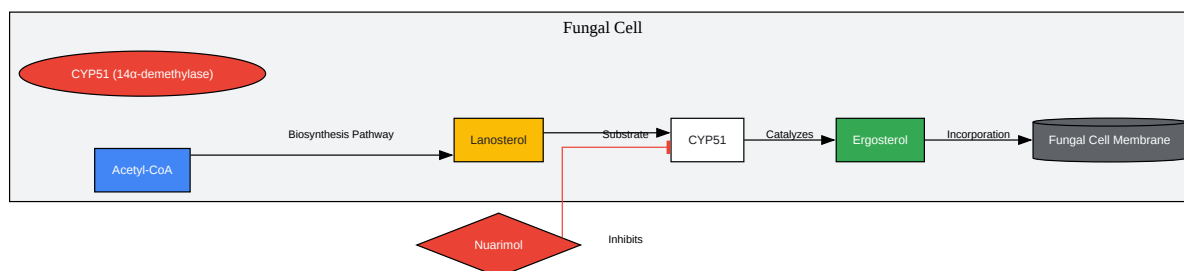 Fungal Cell
CYP51 (14α-demethylase)
Biosynthesis Pathway
Acetyl-CoA
Lanosterol
Substrate
CYP51
Catalyzes
Ergosterol
Incorporation
Fungal Cell Membrane
Nuarimol
Inhibits